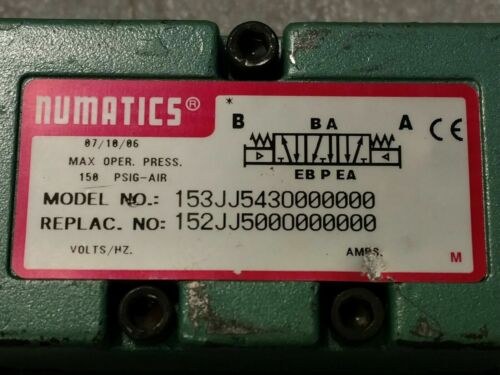 NUMATICS®
07/10/06
MAX OPER. PRESS.
150 PSIG-AIR
* B BA A CE
EB P EA
MODEL NO.: 153JJ5430000000
REPLAC. NO: 152JJ5000000000
VOLTS/HZ. AMPS.
M